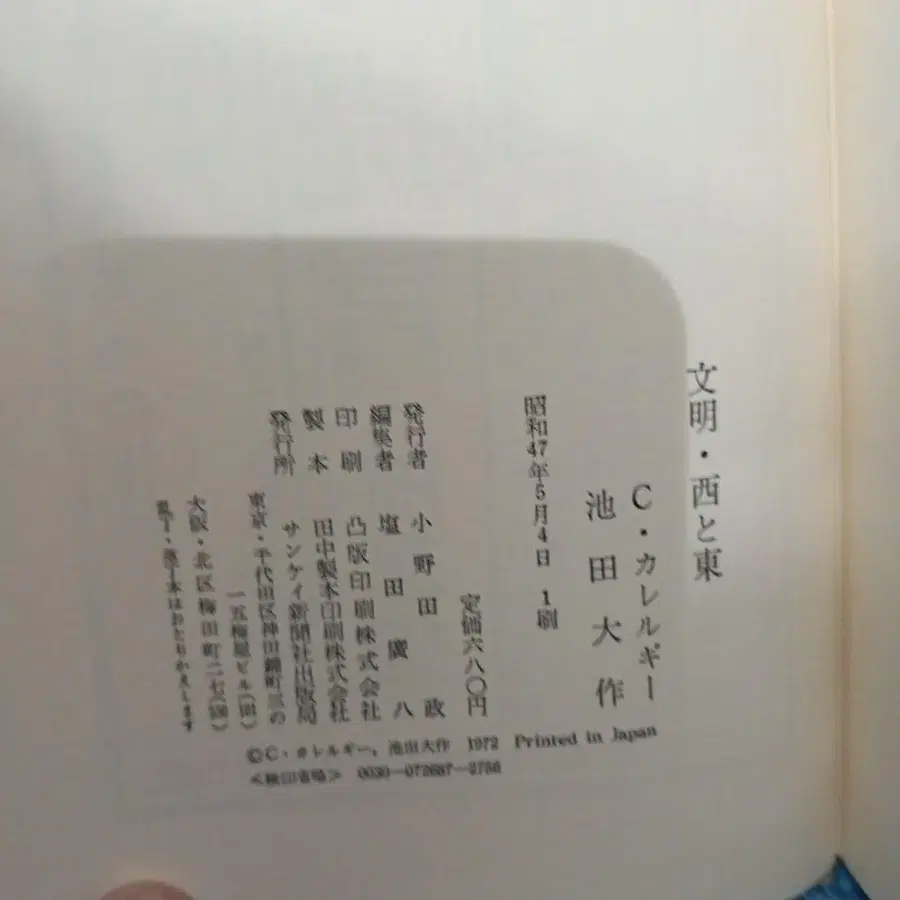 文明・西と東
C・カレルギー
池田大作
昭和47年5月4日 1刷
定価六八〇円
発行者 小野田政
編集者 塩田廣八
印刷 凸版印刷株式会社
製本 田中製本印刷株式会社
発行所 サンケイ新聞社出版局
東京・千代田区神田錦町三の
一五梅屋ビル
大阪・北区梅田町二七
乱丁・落丁本はおとりかえします
©C・カレルギー, 池田大作 1972 Printed in Japan
<検印省略> 0030—072687—2756